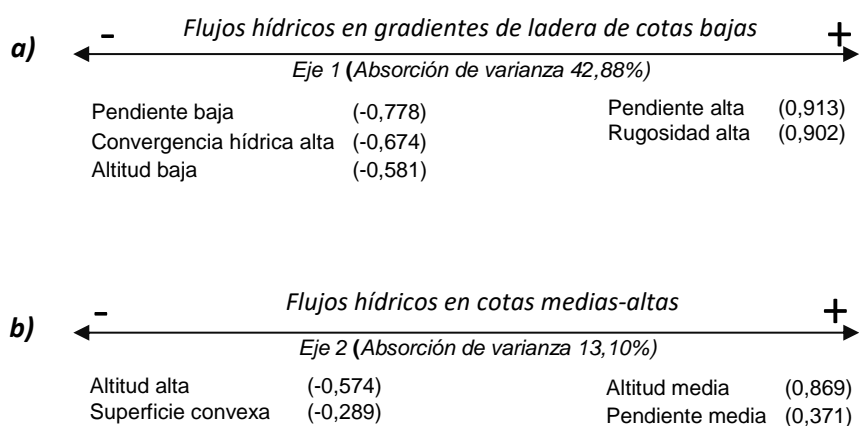 a)
- Flujos hídricos en gradientes de ladera de cotas bajas +
Eje 1 (Absorción de varianza 42,88%)
Pendiente baja (-0,778) Pendiente alta (0,913)
Convergencia hídrica alta (-0,674) Rugosidad alta (0,902)
Altitud baja (-0,581)
b)
- Flujos hídricos en cotas medias-altas +
Eje 2 (Absorción de varianza 13,10%)
Altitud alta (-0,574) Altitud media (0,869)
Superficie convexa (-0,289) Pendiente media (0,371)